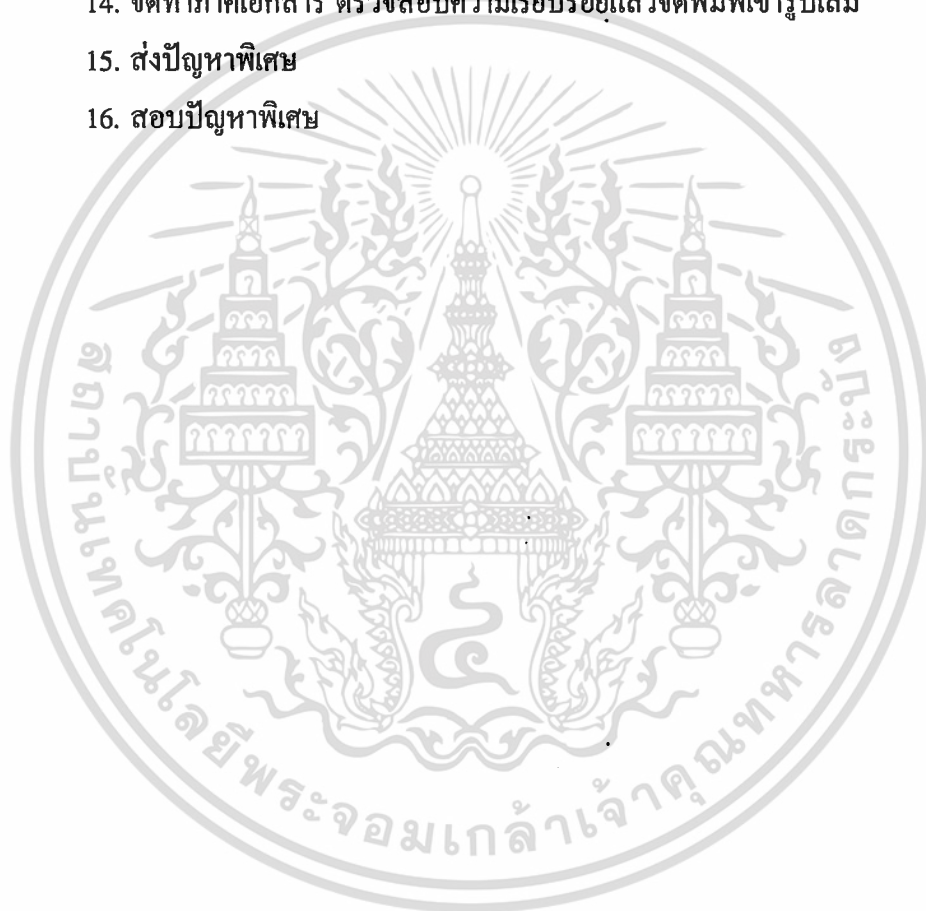 14. จัดทำภาคเอกสาร ตรวจสอบความเรียบร้อยแล้วจัดพิมพ์เข้ารูปเล่ม
15. ส่งปัญหาพิเศษ
16. สอบปัญหาพิเศษ
สถาบันเทคโนโลยีพระจอมเกล้าเจ้าคุณทหารลาดกระบัง
๔